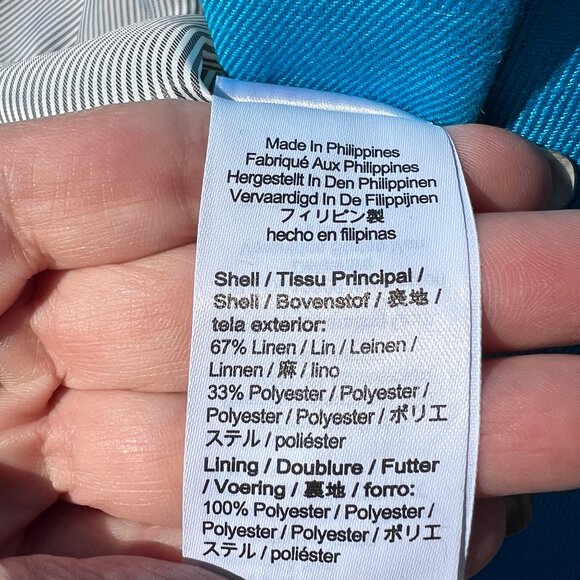 Made In Philippines
Fabriqué Aux Philippines
Hergestellt In Den Philippinen
Vervaardigd In De Filippijnen
フィリピン製
hecho en filipinas
Shell / Tissu Principal /
Shell / Bovenstof / 裏地 /
tela exterior:
67% Linen / Lin / Leinen /
Linnen / 麻 / lino
33% Polyester / Polyester /
Polyester / Polyester / ポリエ
ステル / poliéster
Lining / Doublure / Futter
/ Voering / 裏地 / forro:
100% Polyester / Polyester /
Polyester / Polyester / ポリエ
ステル / poliéster